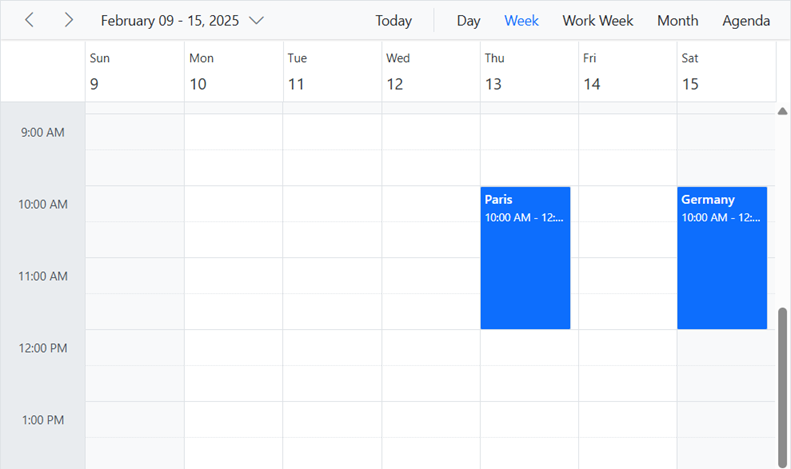 February 09 - 15, 2025 Today Day Week Work Week Month Agenda
Sun Mon Tue Wed Thu Fri Sat
9 10 11 12 13 14 15
9:00 AM
10:00 AM
Paris Germany
10:00 AM - 12:... 10:00 AM - 12:...
11:00 AM
12:00 PM
1:00 PM